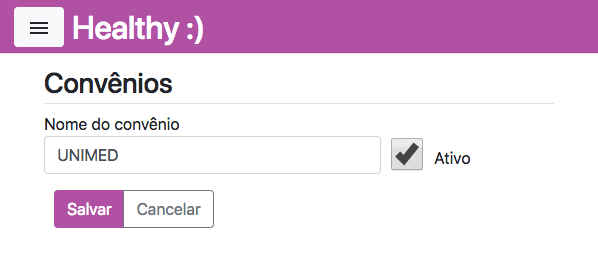 Healthy :)
Convênios
Nome do convênio
UNIMED
Ativo
Salvar
Cancelar